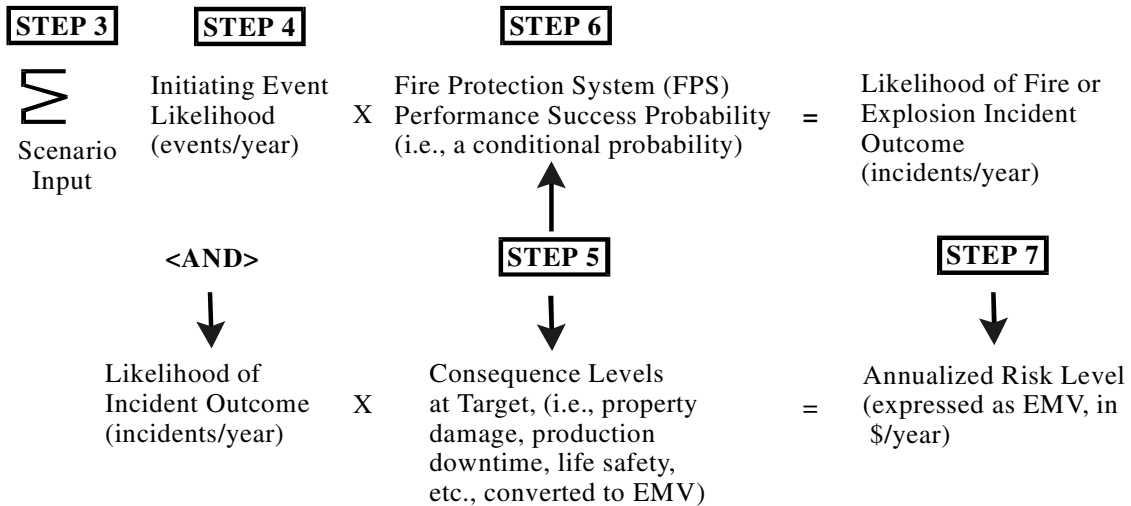 STEP 3
STEP 4
STEP 6
Σ
Scenario
Input
Initiating Event
Likelihood
(events/year)
X
Fire Protection System (FPS)
Performance Success Probability
(i.e., a conditional probability)
=
Likelihood of Fire or
Explosion Incident
Outcome
(incidents/year)
<AND>
STEP 5
STEP 7
Likelihood of
Incident Outcome
(incidents/year)
X
Consequence Levels
at Target, (i.e., property
damage, production
downtime, life safety,
etc., converted to EMV)
=
Annualized Risk Level
(expressed as EMV, in
$/year)